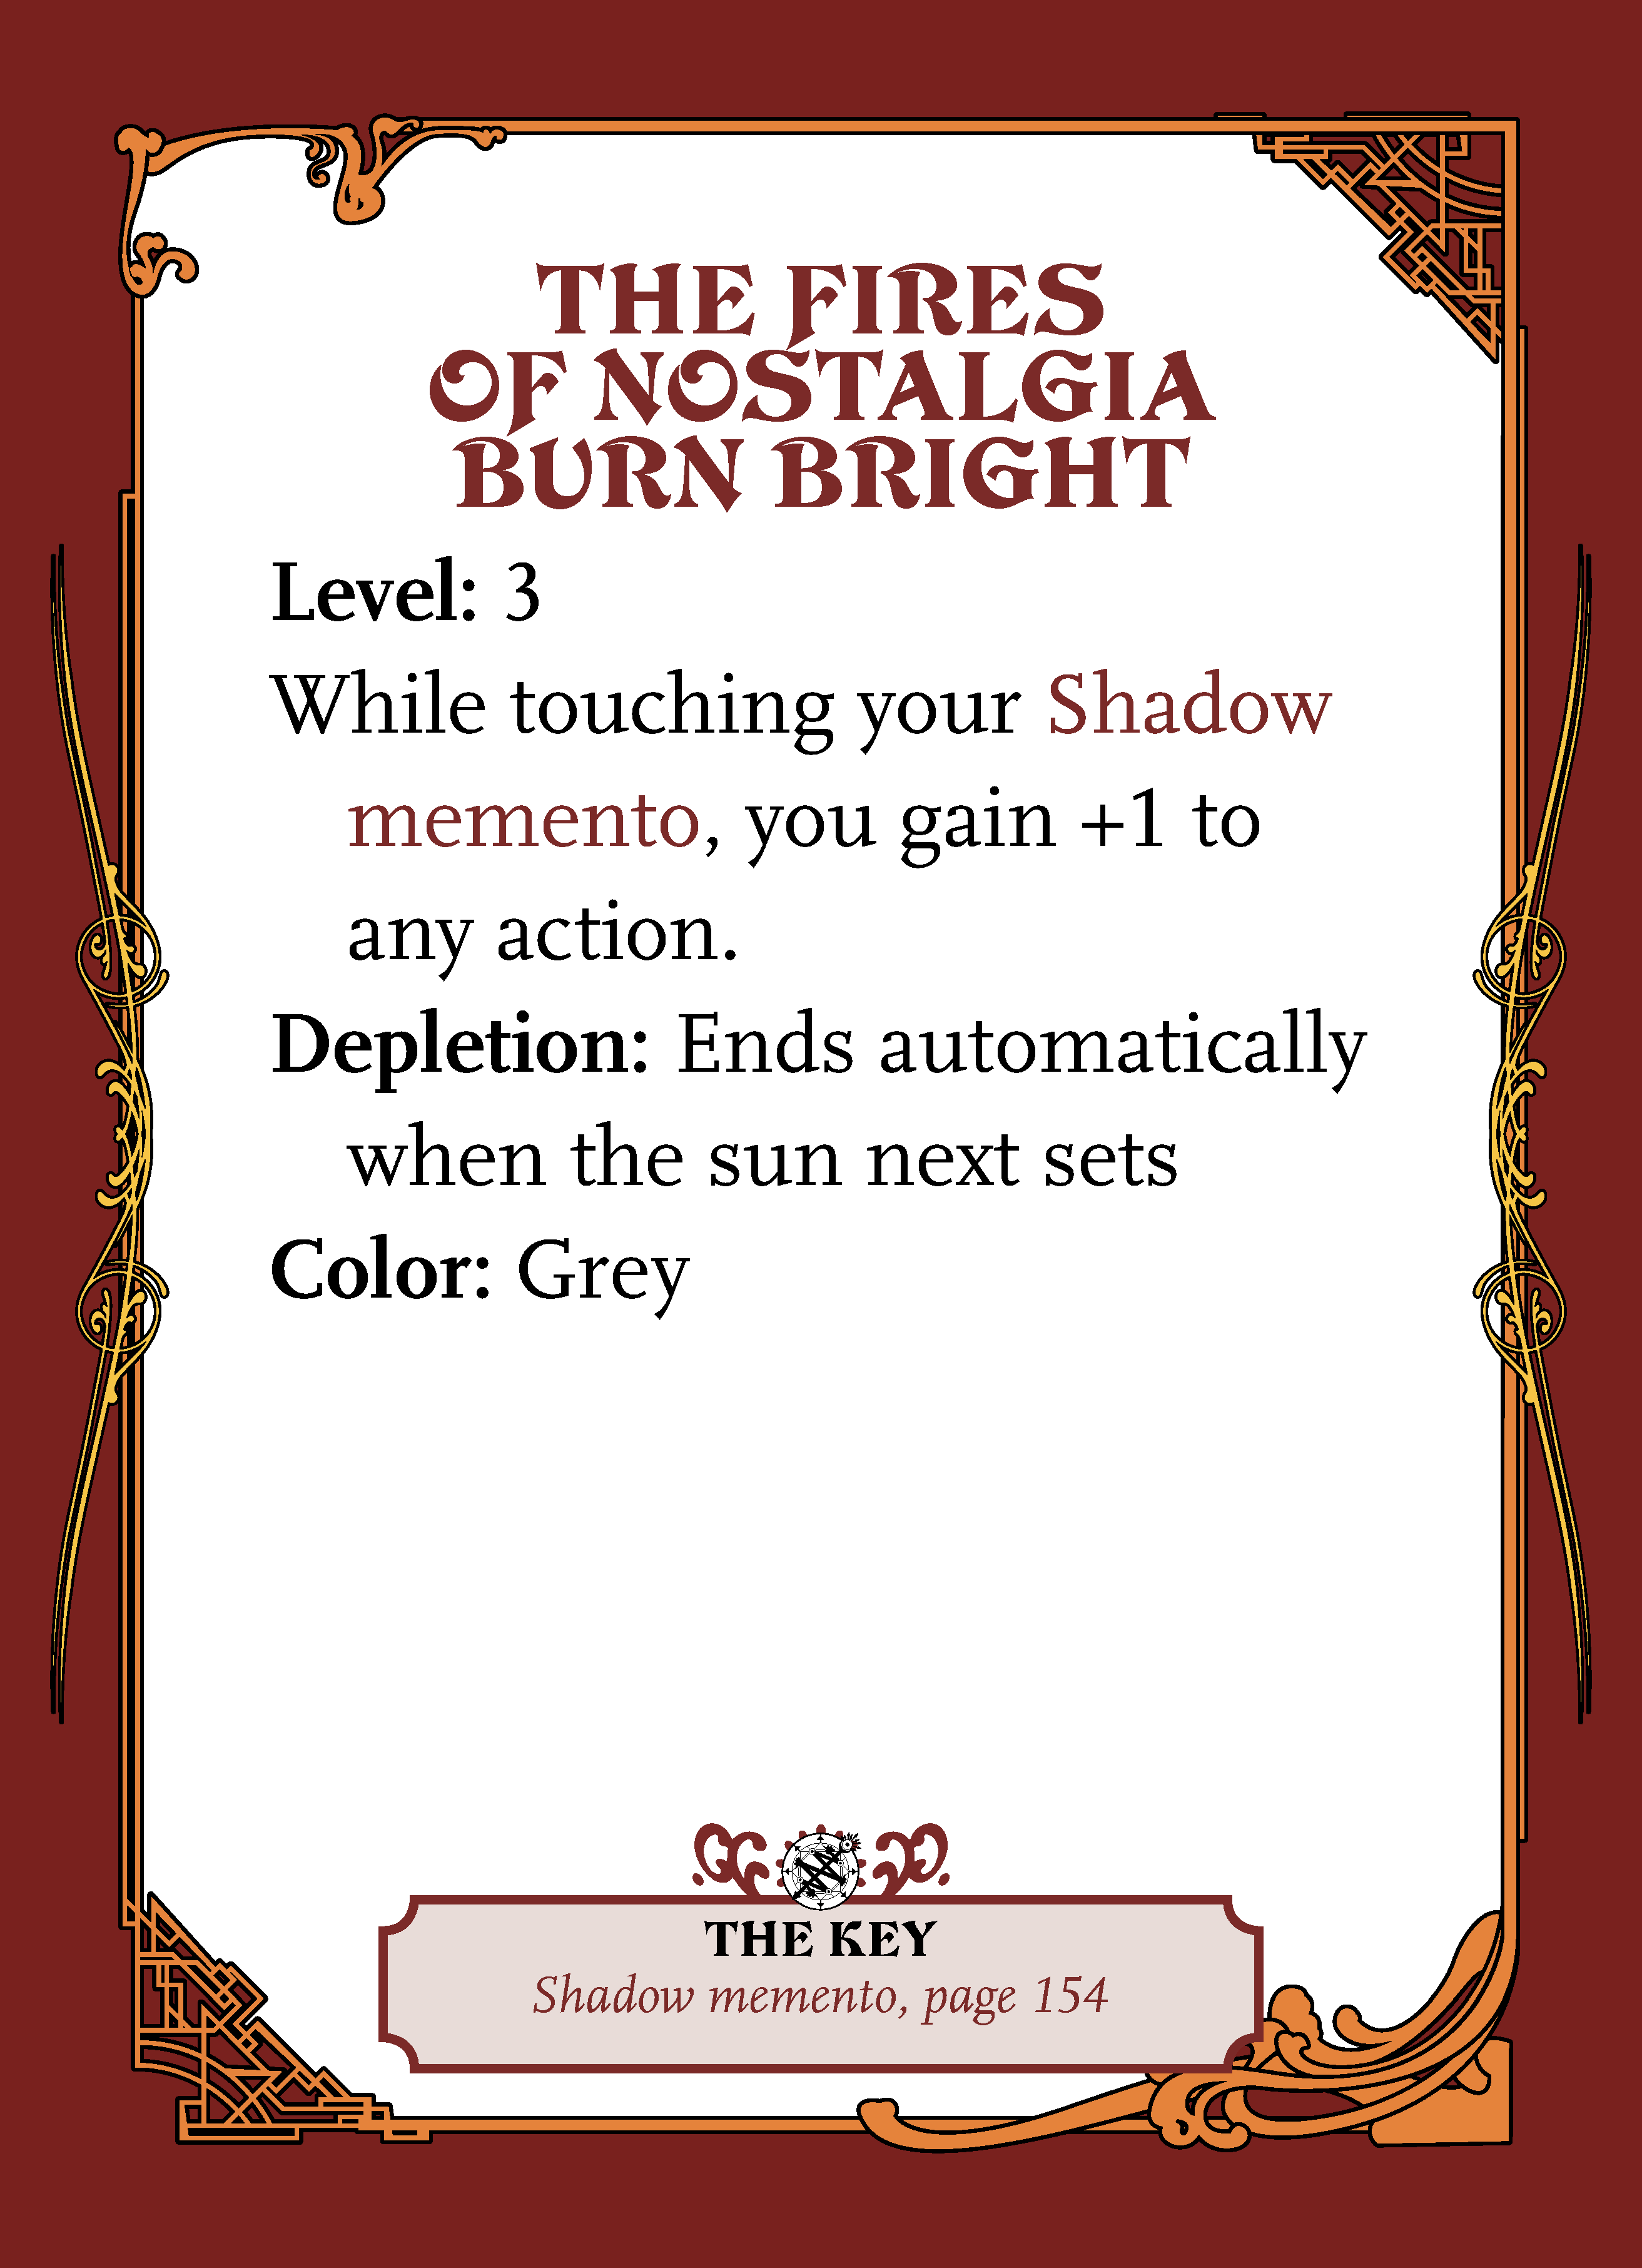 THE FIRES
OF NOSTALGIA
BURN BRIGHT
Level: 3
While touching your Shadow
memento, you gain +1 to
any action.
Depletion: Ends automatically
when the sun next sets
Color: Grey
THE KEY
Shadow memento, page 154